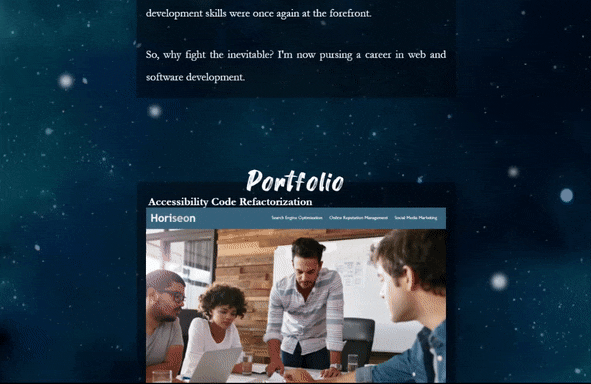 development skills were once again at the forefront.
So, why fight the inevitable? I'm now pursing a career in web and
software development.
Portfolio
Accessibility Code Refactorization
Horiseon
Search Engine Optimization Online Reputation Management Social Media Marketing